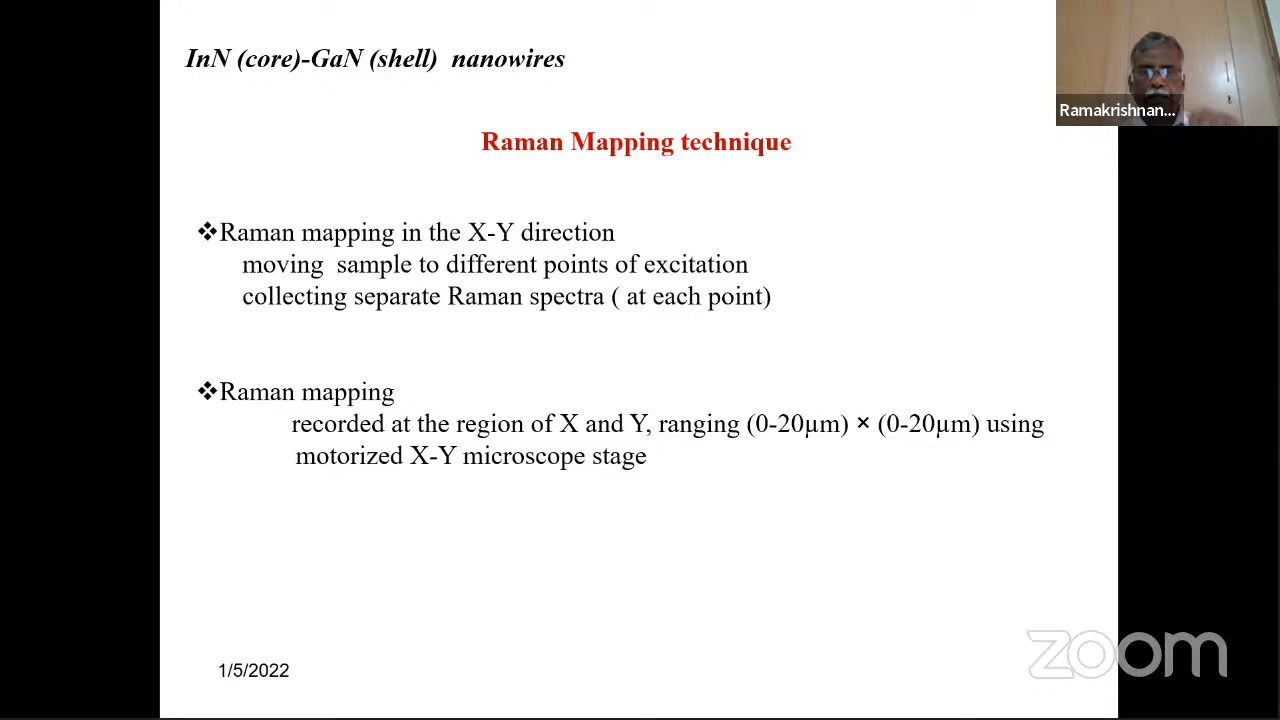 InN (core)-GaN (shell) nanowires
Ramakrishnan...
Raman Mapping technique
❖Raman mapping in the X-Y direction
moving sample to different points of excitation
collecting separate Raman spectra ( at each point)
❖Raman mapping
recorded at the region of X and Y, ranging (0-20µm) × (0-20µm) using
motorized X-Y microscope stage
1/5/2022
zoom